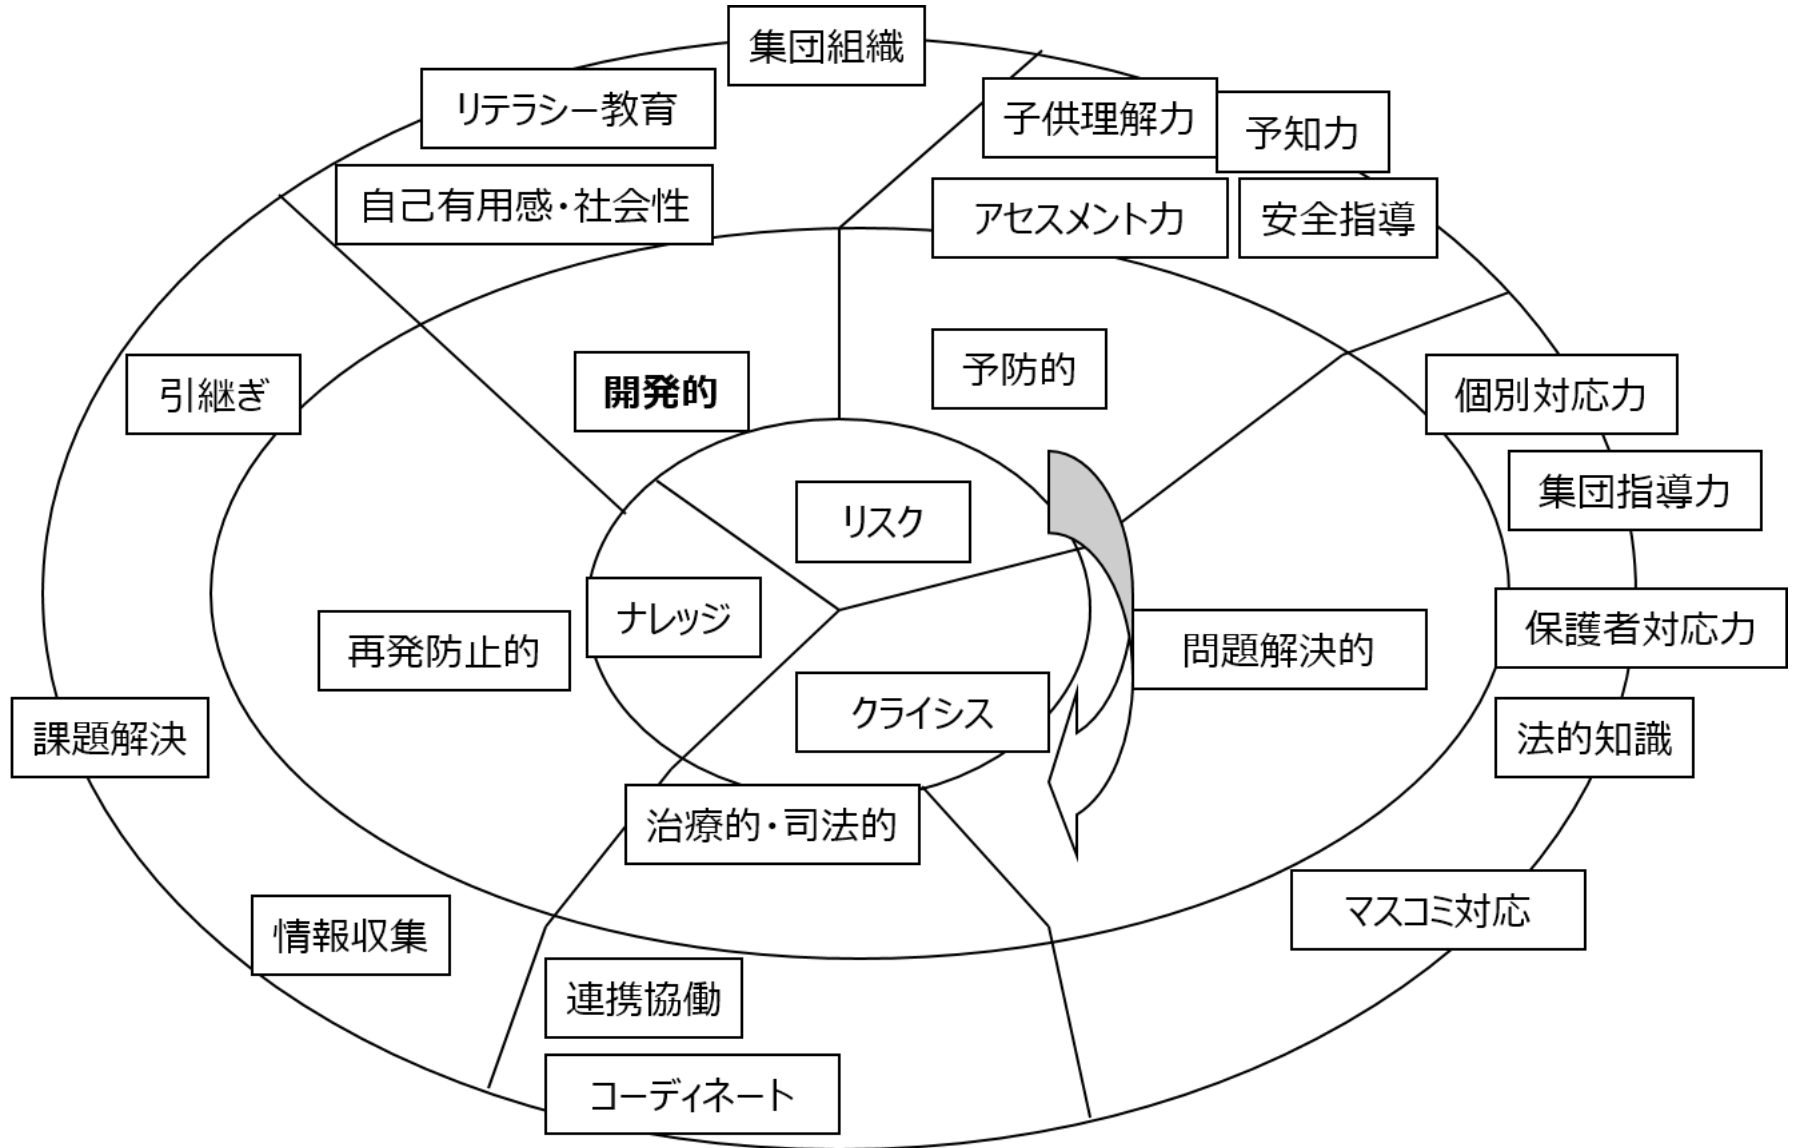 集団組織
リテラシー教育
子供理解力
予知力
自己有用感・社会性
アセスメント力
安全指導
開発的
予防的
引継ぎ
個別対応力
リスク
集団指導力
ナレッジ
再発防止的
問題解決的
保護者対応力
クライシス
課題解決
法的知識
治療的・司法的
マスコミ対応
情報収集
連携協働
コーディネート